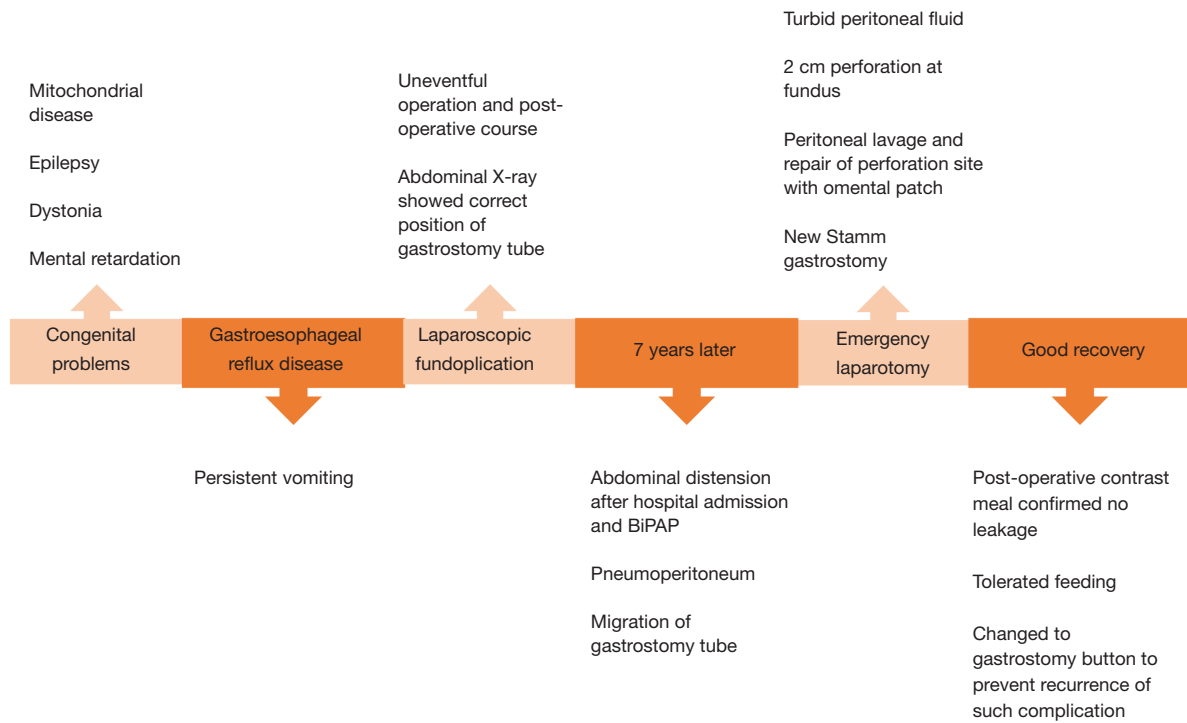 Mitochondrial
disease
Epilepsy
Dystonia
Mental retardation
Uneventful
operation and post-
operative course
Abdominal X-ray
showed correct
position of
gastrostomy tube
Turbid peritoneal fluid
2 cm perforation at
fundus
Peritoneal lavage and
repair of perforation site
with omental patch
New Stamm
gastrostomy
Congenital
problems
Gastroesophageal
reflux disease
Laparoscopic
fundoplication
7 years later
Emergency
laparotomy
Good recovery
Persistent vomiting
Abdominal distension
after hospital admission
and BiPAP
Pneumoperitoneum
Migration of
gastrostomy tube
Post-operative contrast
meal confirmed no
leakage
Tolerated feeding
Changed to
gastrostomy button to
prevent recurrence of
such complication